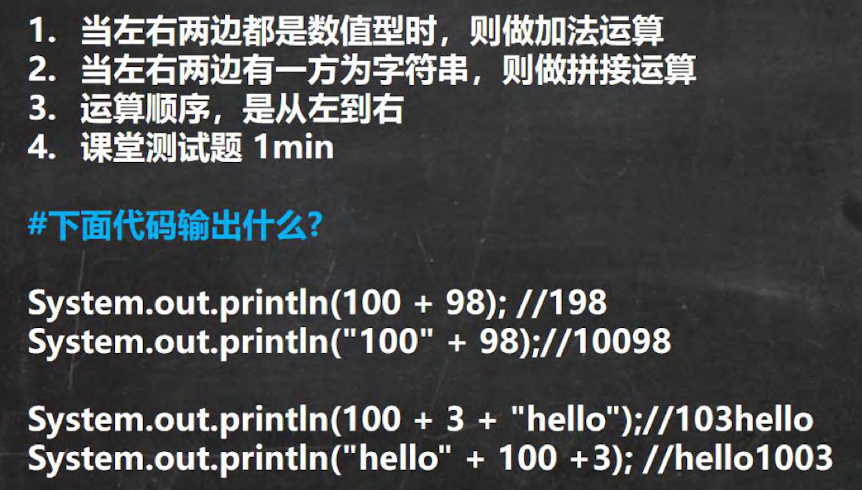 1. 当左右两边都是数值型时，则做加法运算
2. 当左右两边有一方为字符串，则做拼接运算
3. 运算顺序，是从左到右
4. 课堂测试题 1min
#下面代码输出什么?
System.out.println(100 + 98); //198
System.out.println("100" + 98);//10098
System.out.println(100 + 3 + "hello");//103hello
System.out.println("hello" + 100 +3); //hello1003